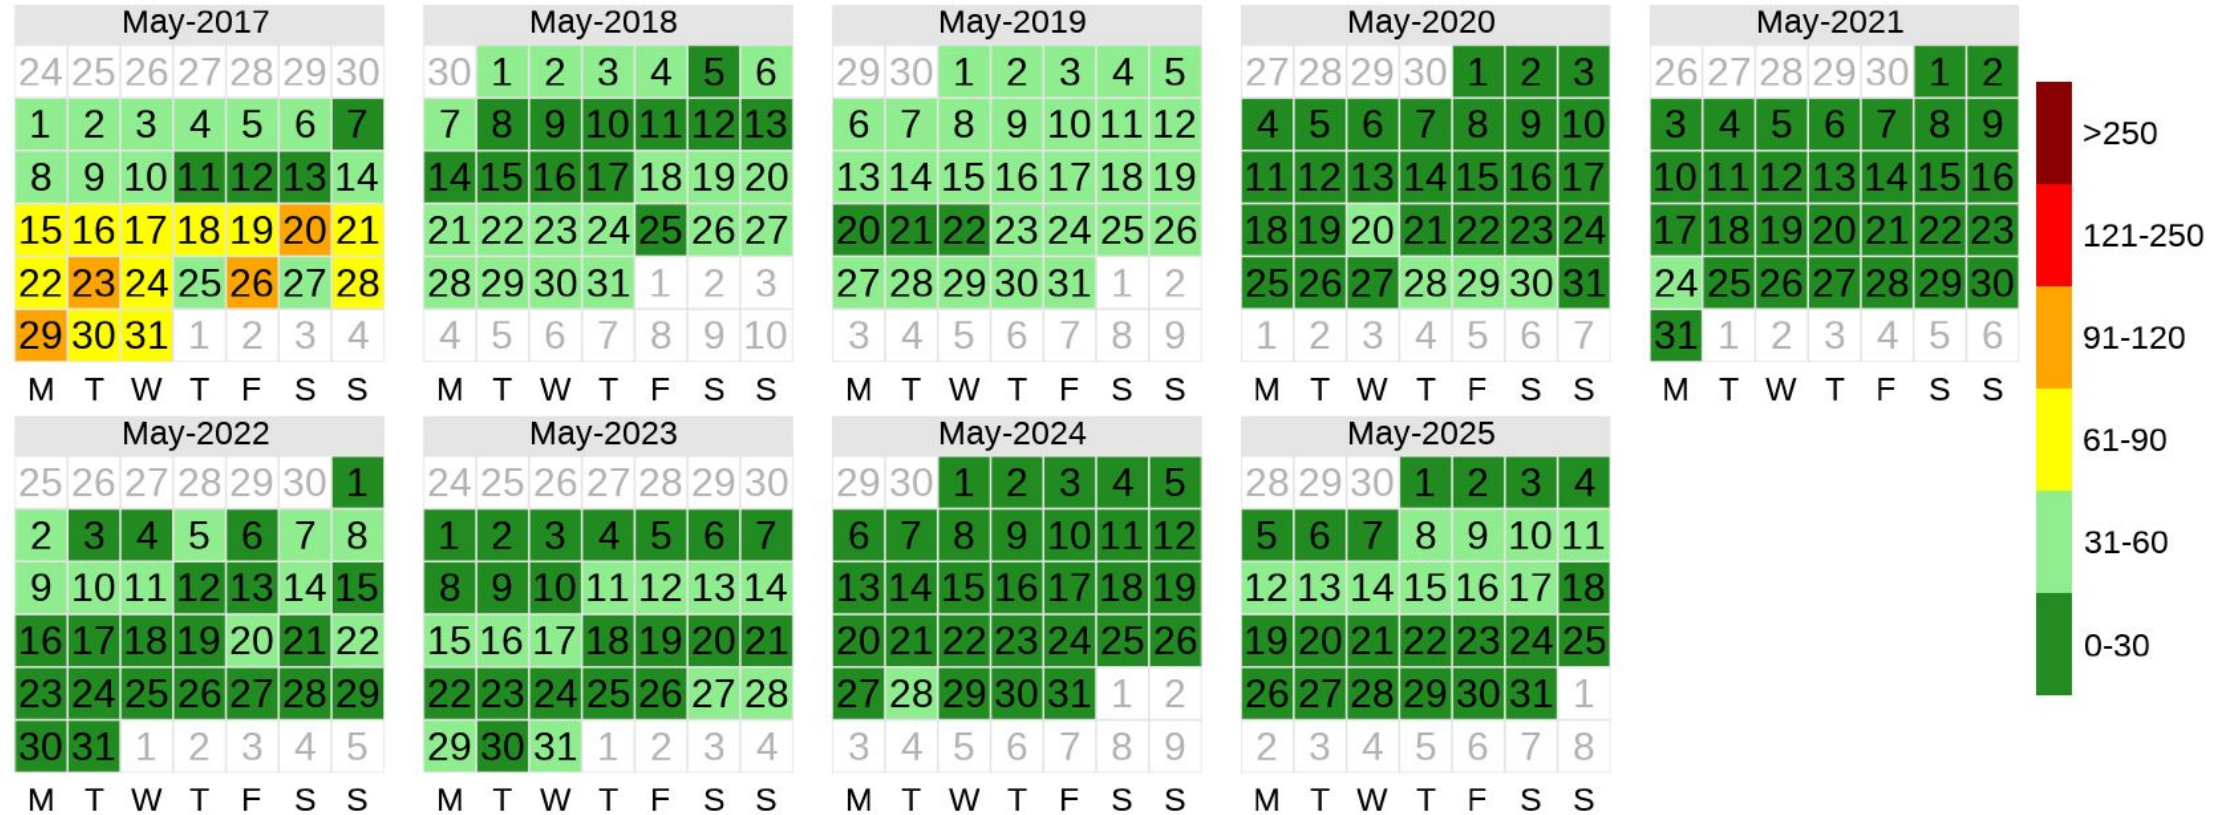 May-2017 May-2018 May-2019 May-2020 May-2021
24 25 26 27 28 29 30 30 1 2 3 4 5 6 29 30 1 2 3 4 5 27 28 29 30 1 2 3 26 27 28 29 30 1 2
1 2 3 4 5 6 7 7 8 9 10 11 12 13 6 7 8 9 10 11 12 4 5 6 7 8 9 10 3 4 5 6 7 8 9 >250
8 9 10 11 12 13 14 14 15 16 17 18 19 20 13 14 15 16 17 18 19 11 12 13 14 15 16 17 10 11 12 13 14 15 16
15 16 17 18 19 20 21 21 22 23 24 25 26 27 20 21 22 23 24 25 26 18 19 20 21 22 23 24 17 18 19 20 21 22 23 121-250
22 23 24 25 26 27 28 28 29 30 31 1 2 3 27 28 29 30 31 1 2 25 26 27 28 29 30 31 24 25 26 27 28 29 30
29 30 31 1 2 3 4 4 5 6 7 8 9 10 3 4 5 6 7 8 9 1 2 3 4 5 6 7 31 1 2 3 4 5 6 91-120
M T W T F S S M T W T F S S M T W T F S S M T W T F S S M T W T F S S
May-2022 May-2023 May-2024 May-2025 61-90
25 26 27 28 29 30 1 24 25 26 27 28 29 30 29 30 1 2 3 4 5 28 29 30 1 2 3 4
2 3 4 5 6 7 8 1 2 3 4 5 6 7 6 7 8 9 10 11 12 5 6 7 8 9 10 11 31-60
9 10 11 12 13 14 15 8 9 10 11 12 13 14 13 14 15 16 17 18 19 12 13 14 15 16 17 18
16 17 18 19 20 21 22 15 16 17 18 19 20 21 20 21 22 23 24 25 26 19 20 21 22 23 24 25 0-30
23 24 25 26 27 28 29 22 23 24 25 26 27 28 27 28 29 30 31 1 2 26 27 28 29 30 31 1
30 31 1 2 3 4 5 29 30 31 1 2 3 4 3 4 5 6 7 8 9 2 3 4 5 6 7 8
M T W T F S S M T W T F S S M T W T F S S M T W T F S S